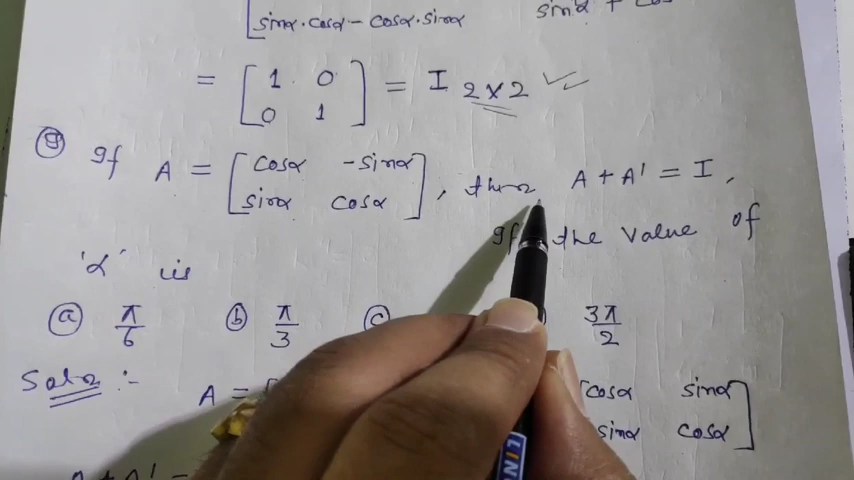 sinα.cosα - cosα.sinα
= [1 0 0 1] = I 2×2
9 If A = [cosα -sinα sinα cosα], then A + A' = I,
If the value of
'α' is
(a) π/6 (b) π/3 (c) 3π/2
Soln :- A = cosα sinα sinα cosα
A + A' =
LIN